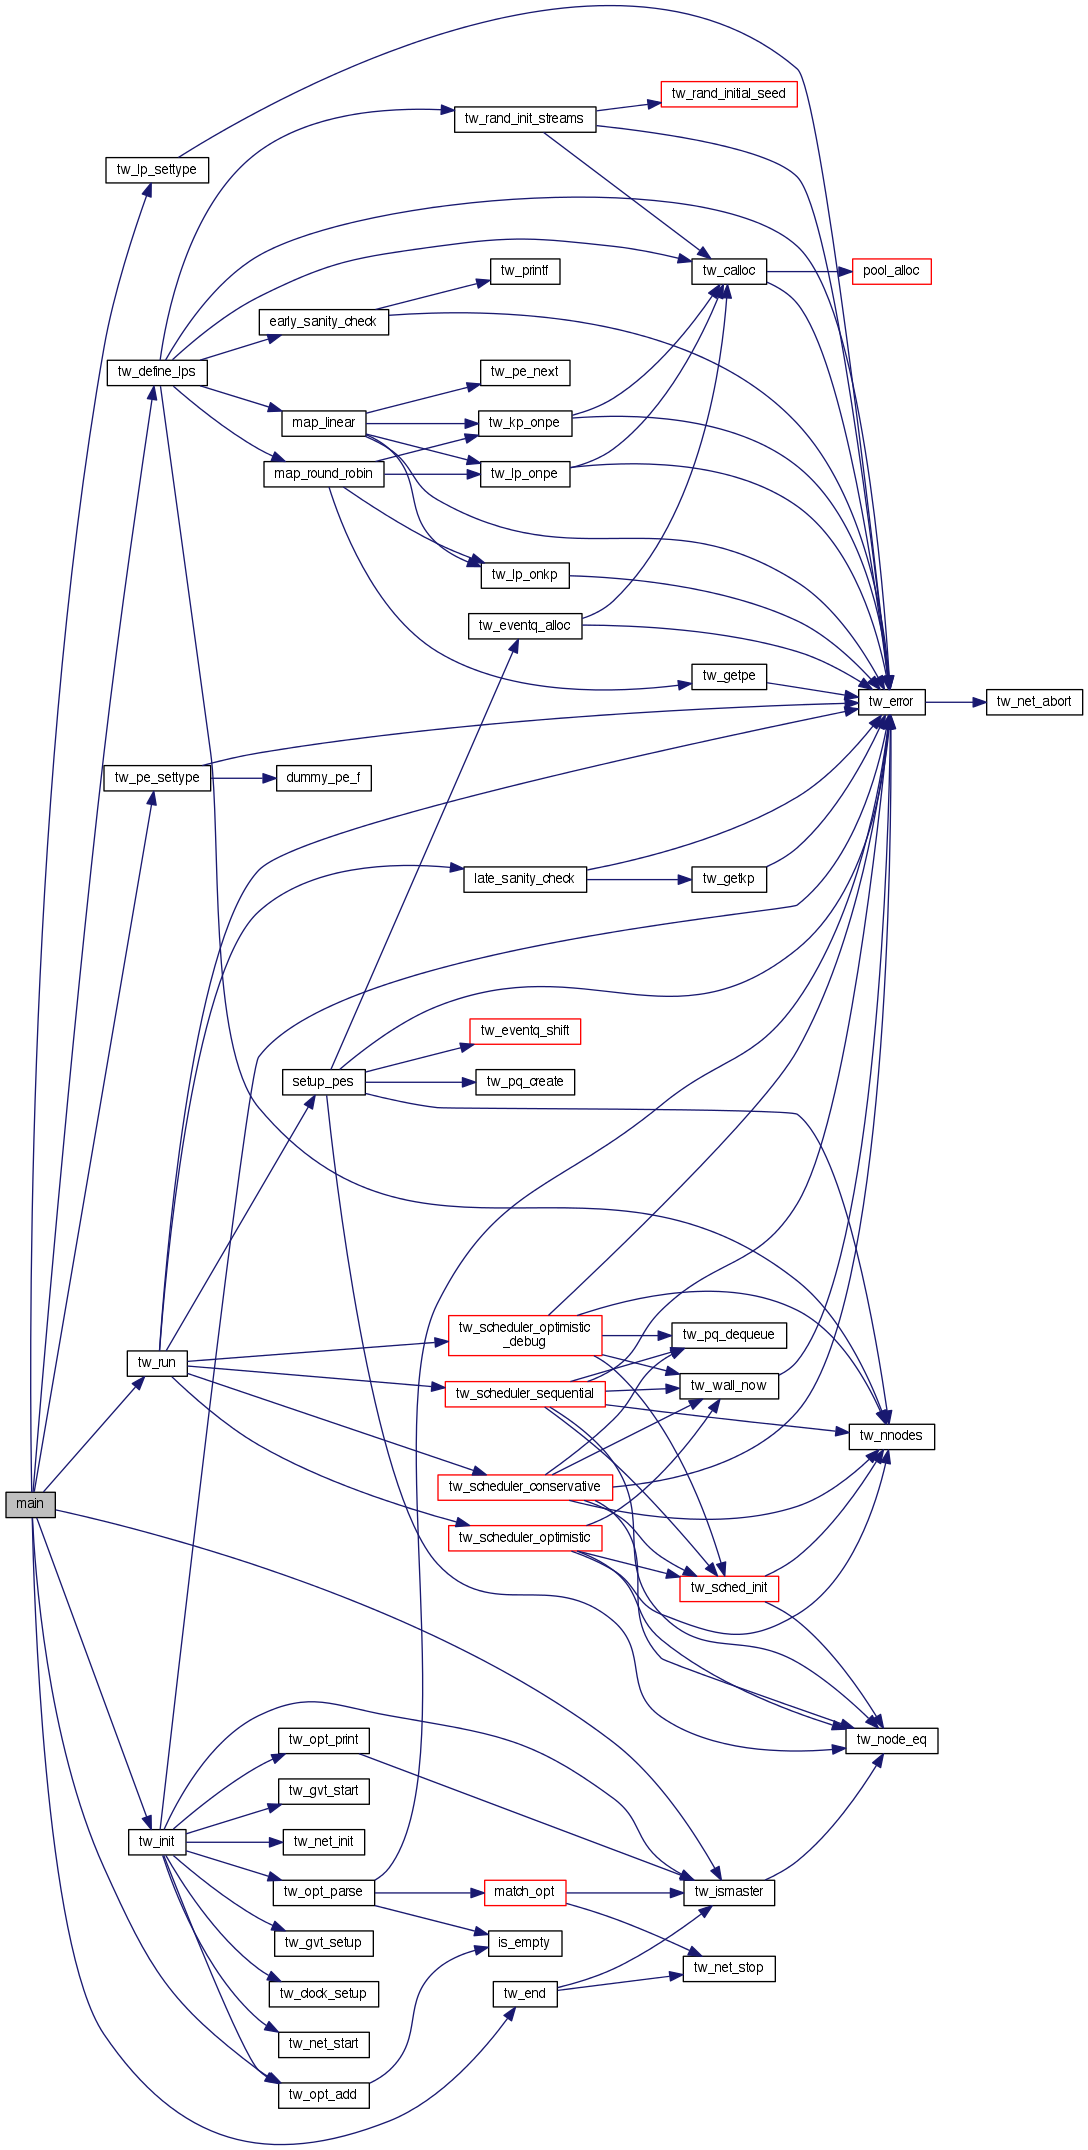 tw_rand_initial_seed
tw_rand_init_streams
tw_lp_settype
tw_calloc
pool_alloc
tw_printf
early_sanity_check
tw_define_lps
tw_pe_next
map_linear
tw_kp_onpe
map_round_robin
tw_lp_onpe
tw_lp_onkp
tw_eventq_alloc
tw_getpe
tw_error
tw_net_abort
tw_pe_settype
dummy_pe_f
late_sanity_check
tw_getkp
tw_eventq_shift
setup_pes
tw_pq_create
tw_scheduler_optimistic
_debug
tw_pq_dequeue
tw_run
tw_wall_now
tw_scheduler_sequential
tw_nnodes
tw_scheduler_conservative
main
tw_scheduler_optimistic
tw_sched_init
tw_opt_print
tw_node_eq
tw_gvt_start
tw_init
tw_net_init
tw_opt_parse
match_opt
tw_ismaster
tw_gvt_setup
is_empty
tw_net_stop
tw_clock_setup
tw_end
tw_net_start
tw_opt_add